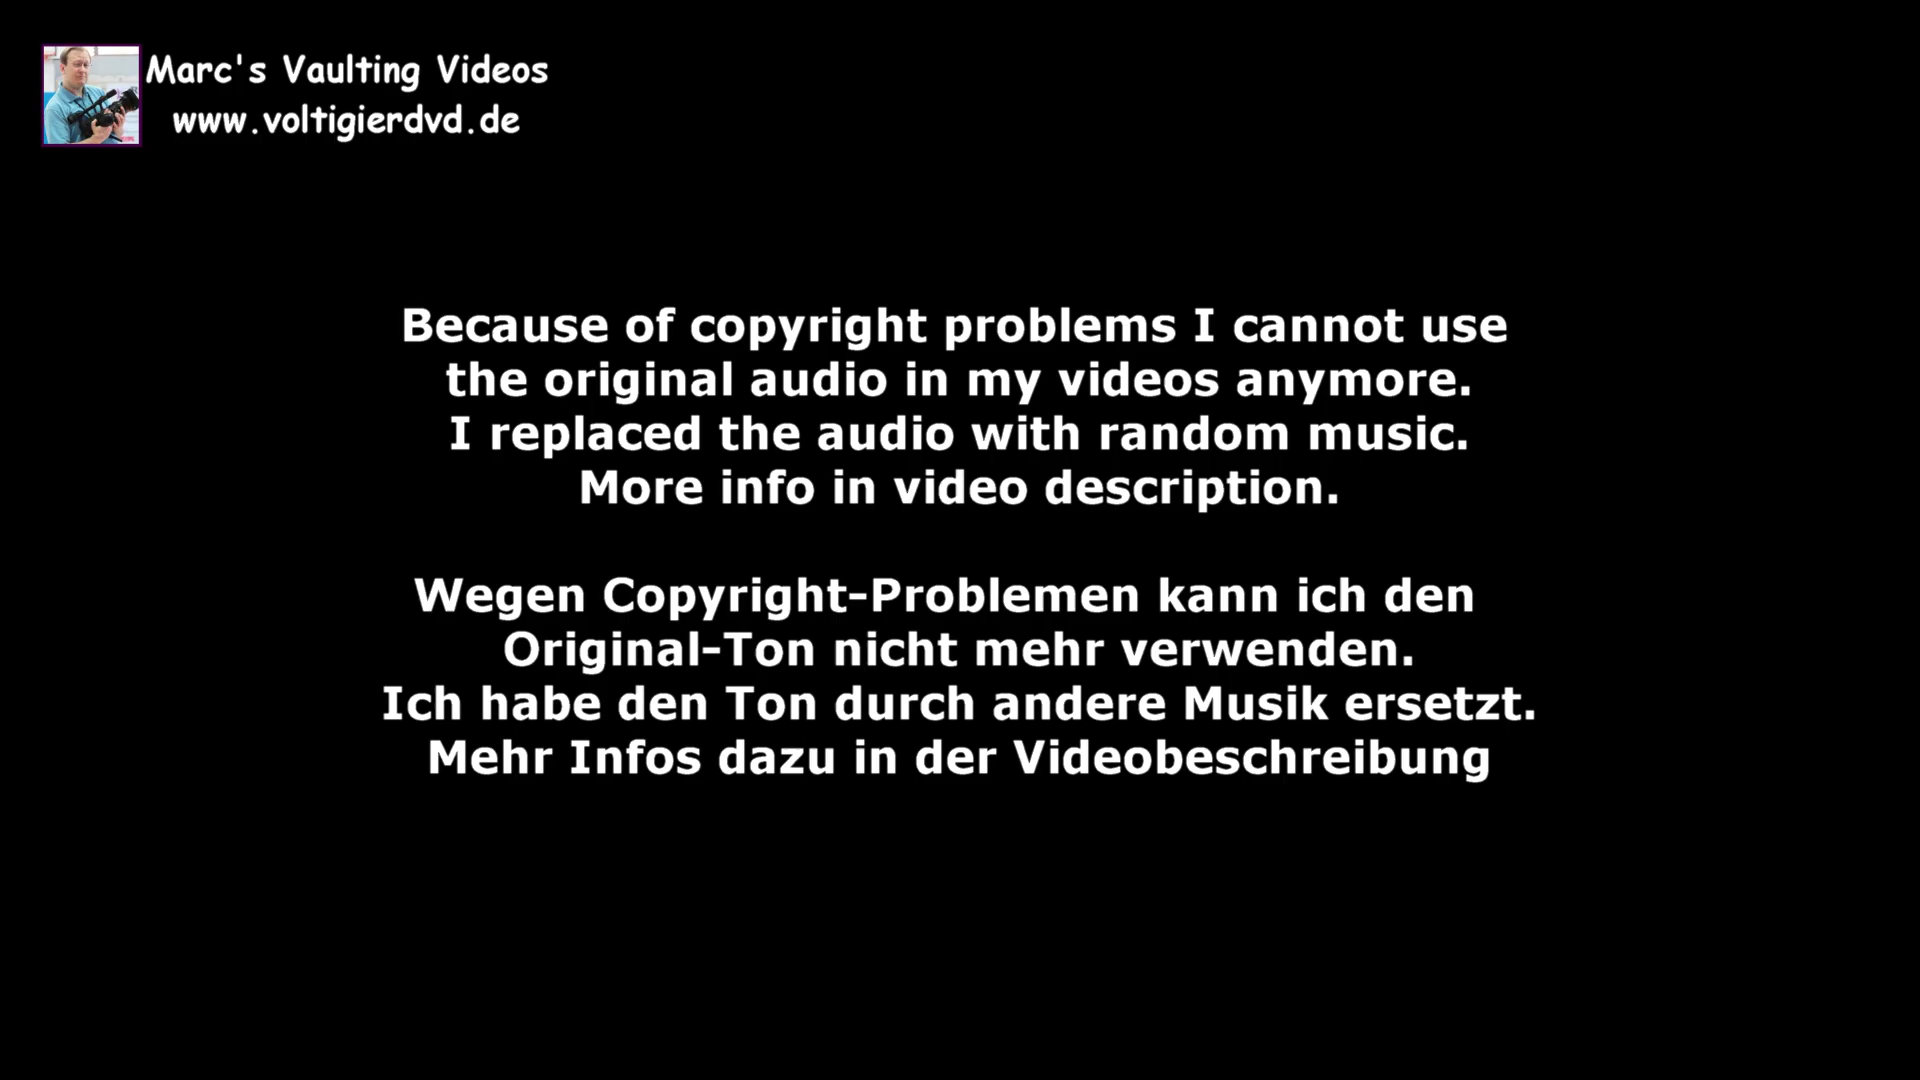 Marc's Vaulting Videos
www.voltigierdvd.de
Because of copyright problems I cannot use
the original audio in my videos anymore.
I replaced the audio with random music.
More info in video description.
Wegen Copyright-Problemen kann ich den
Original-Ton nicht mehr verwenden.
Ich habe den Ton durch andere Musik ersetzt.
Mehr Infos dazu in der Videobeschreibung